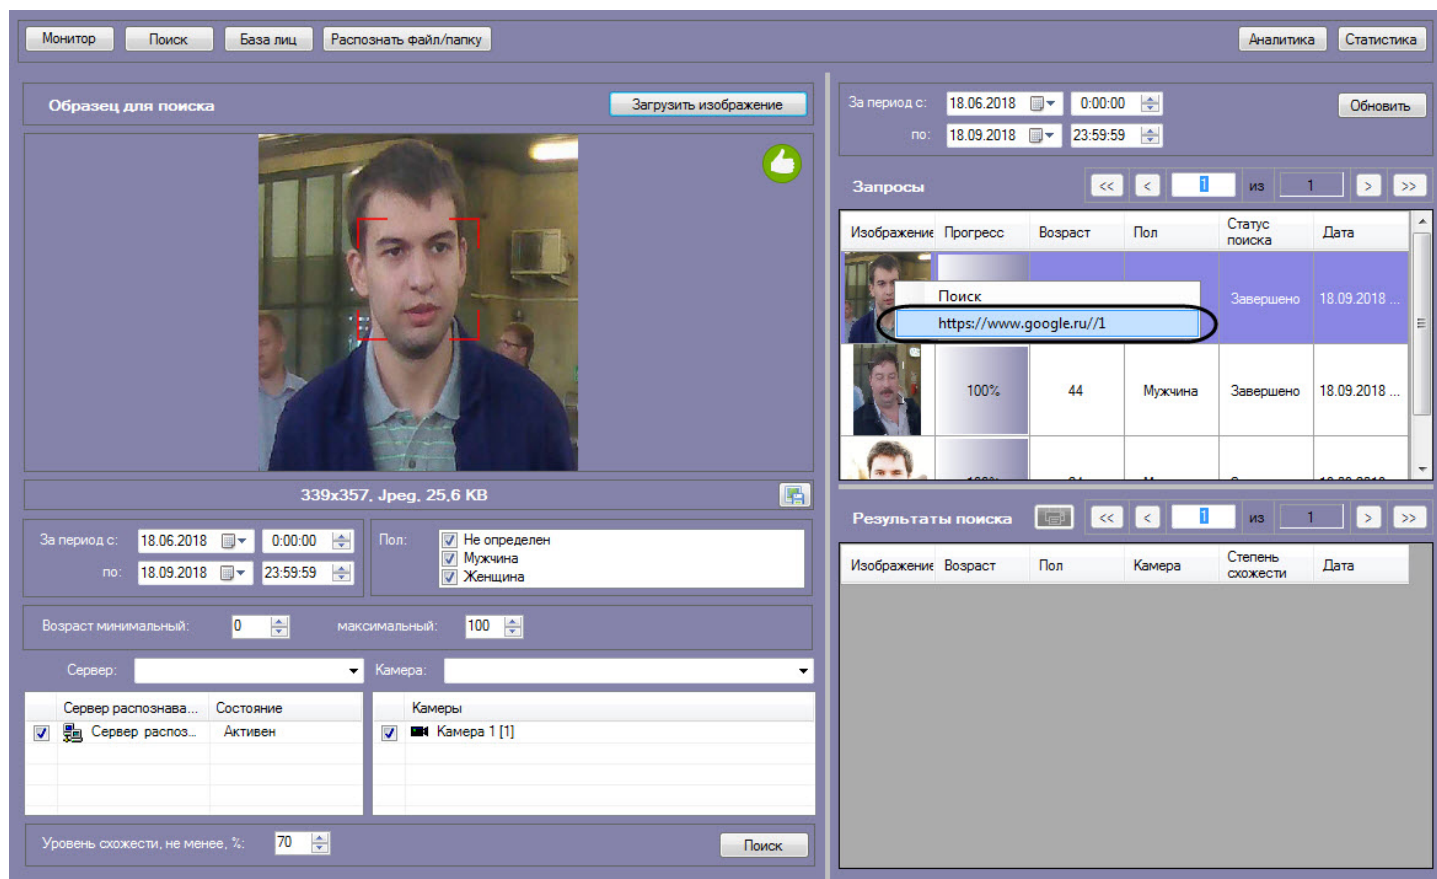 Монитор
Поиск
База лиц
Распознать файл/папку
Аналитика
Статистика
Образец для поиска
Загрузить изображение
339x357, Jpeg, 25,6 KB
За период с: 18.06.2018 0:00:00
по: 18.09.2018 23:59:59
Пол:
Не определен
Мужчина
Женщина
Возраст минимальный: 0 максимальный: 100
Сервер:
Камера:
Сервер распознава... Состояние
Сервер распоз... Активен
Камеры
Камера 1 [1]
Уровень схожести, не менее, %: 70
Поиск
За период с: 18.06.2018 0:00:00
Обновить
по: 18.09.2018 23:59:59
Запросы << < 1 из 1 > >>
Изображение Прогресс Возраст Пол Статус поиска Дата
Завершено 18.09.2018 ...
Поиск
https://www.google.ru//1
100% 44 Мужчина Завершено 18.09.2018 ...
Результаты поиска << < 1 из 1 > >>
Изображение Возраст Пол Камера Степень схожести Дата